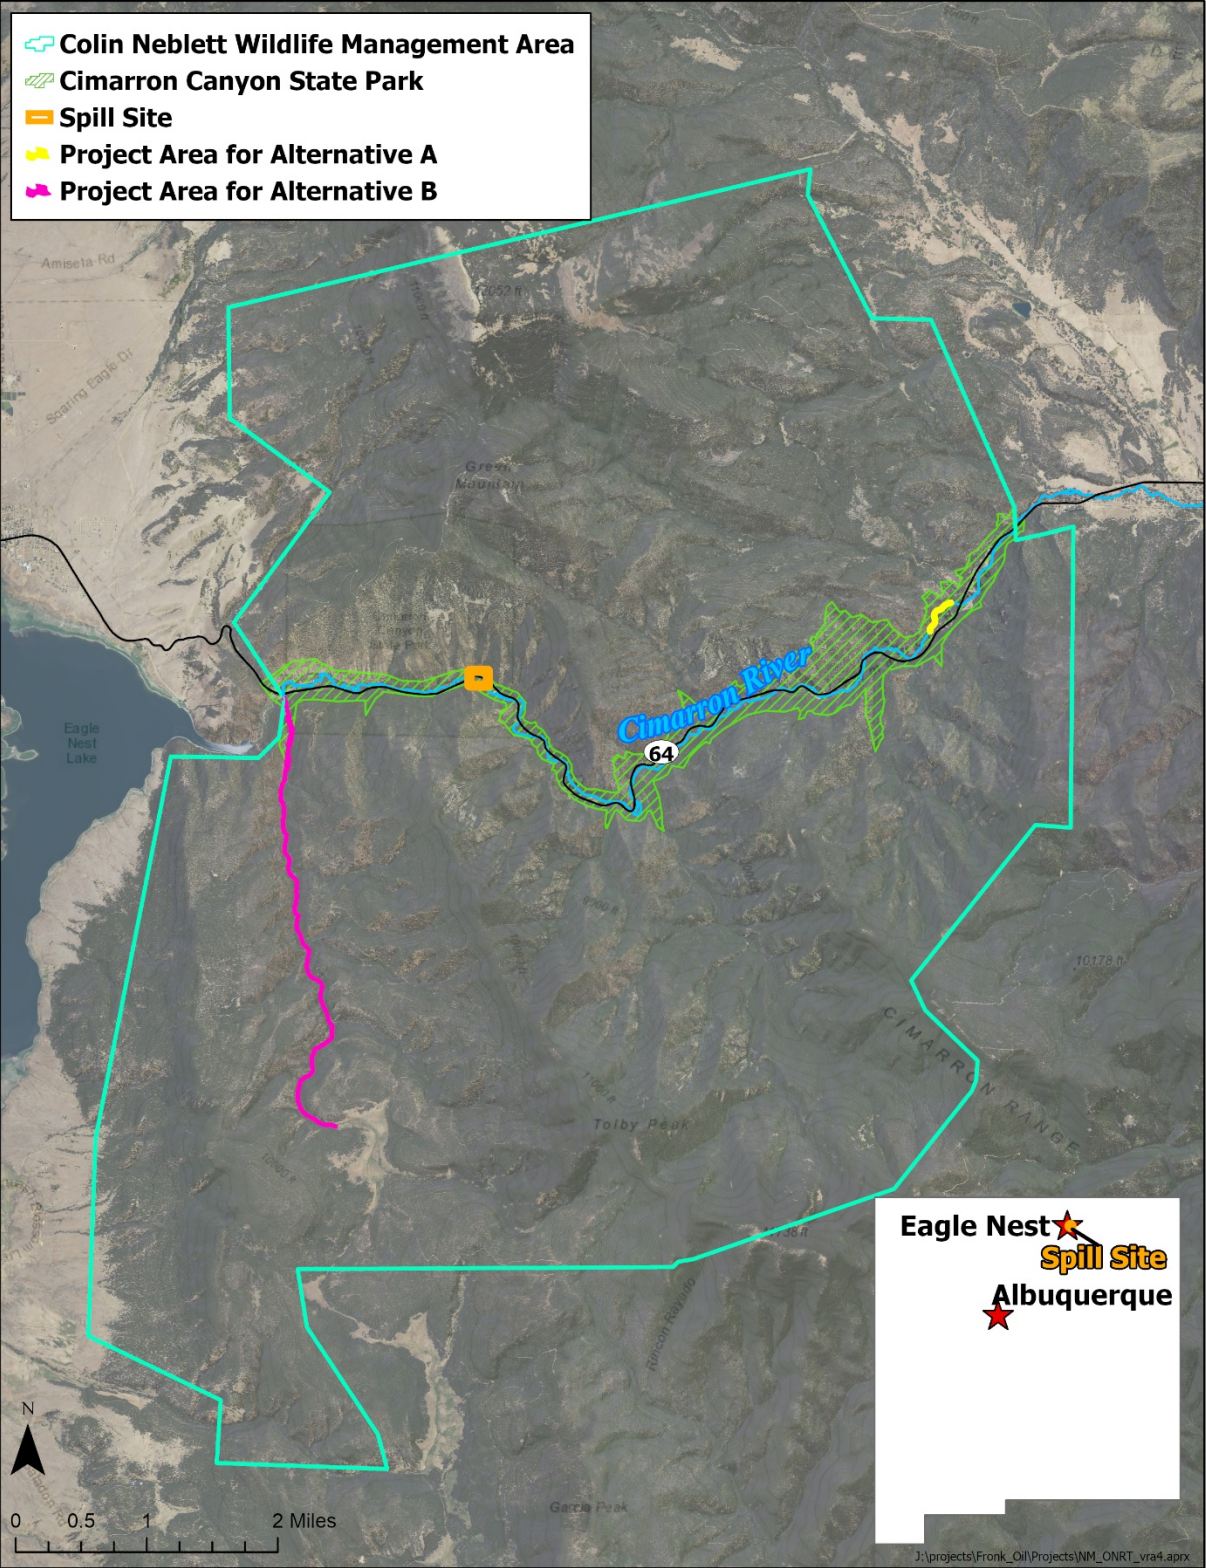 Colin Neblett Wildlife Management Area
Cimarron Canyon State Park
Spill Site
Project Area for Alternative A
Project Area for Alternative B
Amiseta Rd
Soaring Eagle Dr
Green
Mountain
Cimarron River
64
Eagle
Nest
Lake
10178 ft
CIMARRON RANGE
Tolby Peak
Eagle Nest
Spill Site
Albuquerque
Garcia Peak
N
0 0.5 1 2 Miles
J:\projects\Fronk_Oil\Projects\NM_ONRT_vra4.aprx